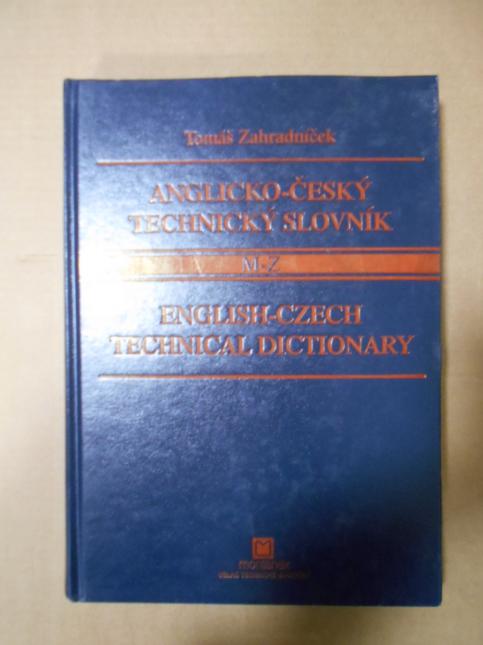 Tomáš Zahradníček
ANGLICKO-ČESKÝ
TECHNICKÝ SLOVNÍK
M-Z
ENGLISH-CZECH
TECHNICAL DICTIONARY
montanex